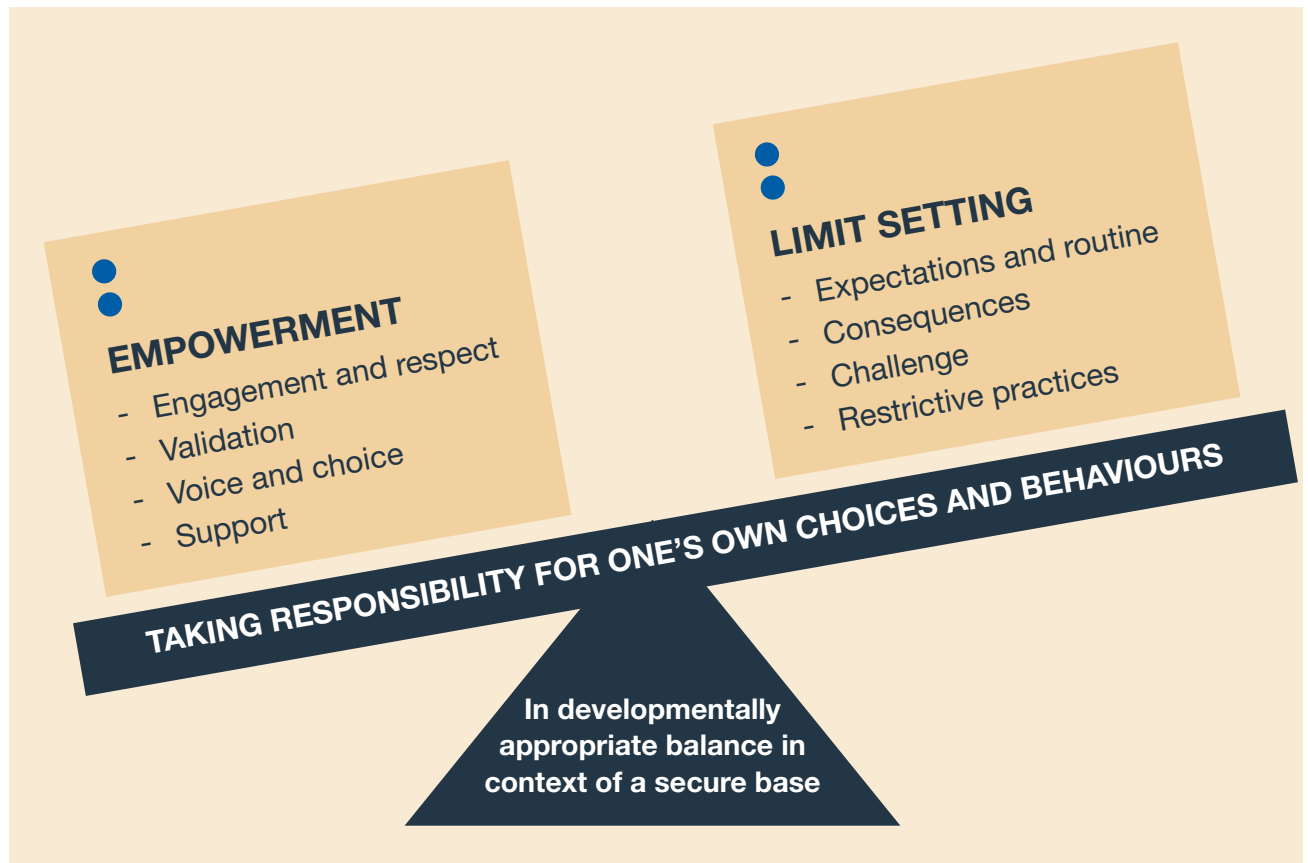 EMPOWERMENT
- Engagement and respect
- Validation
- Voice and choice
- Support
LIMIT SETTING
- Expectations and routine
- Consequences
- Challenge
- Restrictive practices
TAKING RESPONSIBILITY FOR ONE’S OWN CHOICES AND BEHAVIOURS
In developmentally
appropriate balance in
context of a secure base